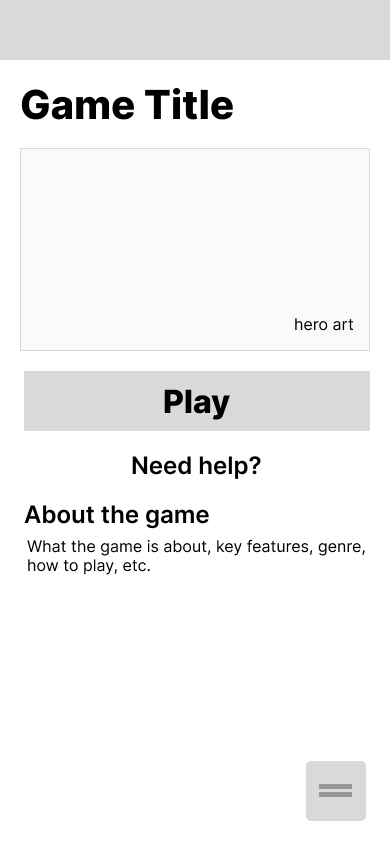 Game Title
hero art
Play
Need help?
About the game
What the game is about, key features, genre,
how to play, etc.